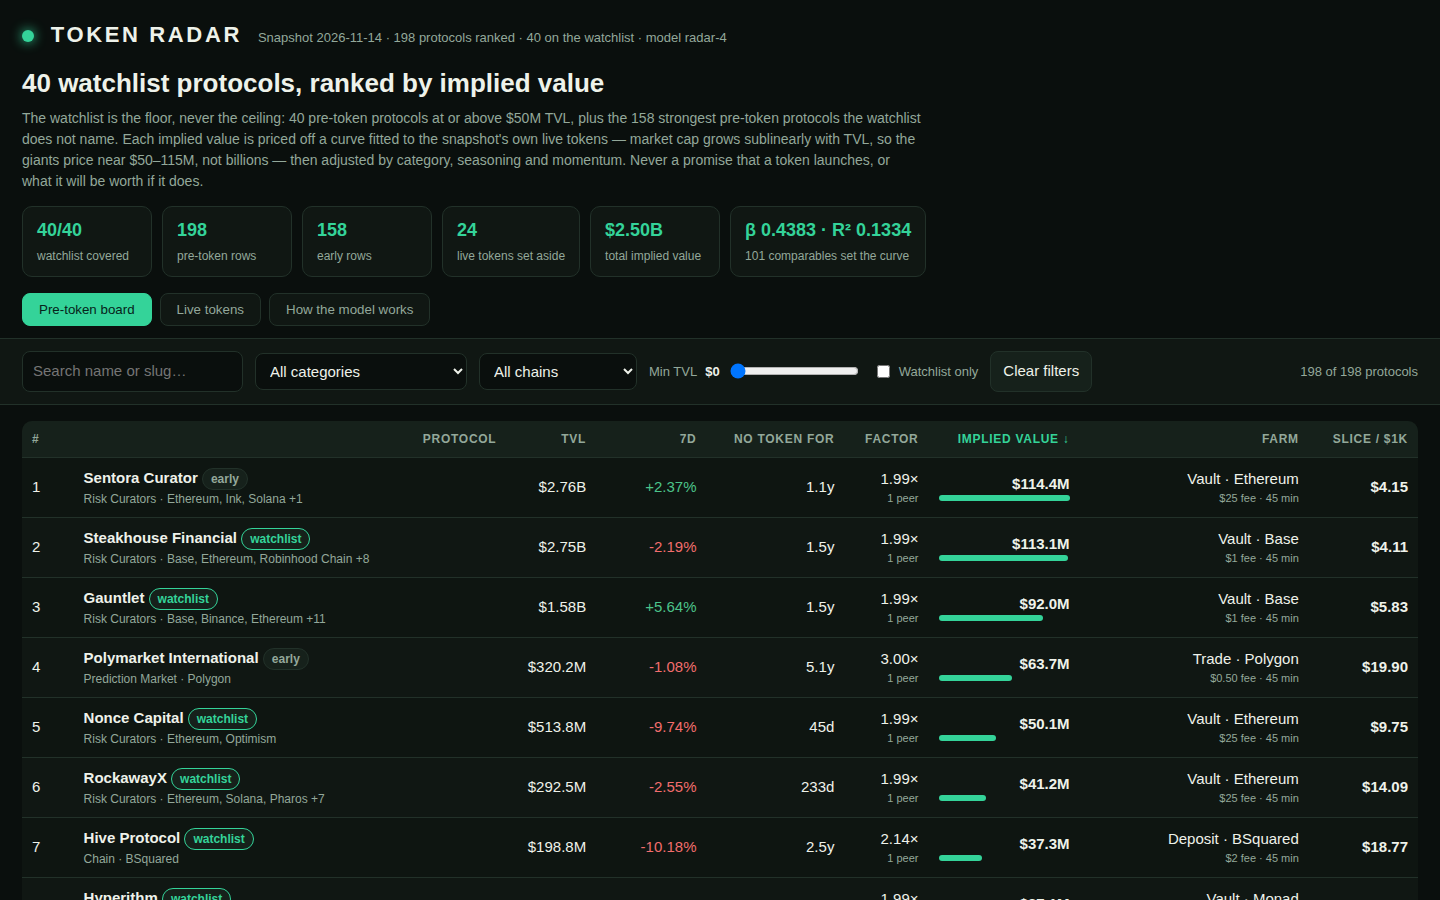 TOKEN RADAR Snapshot 2026-11-14 · 198 protocols ranked · 40 on the watchlist · model radar-4
40 watchlist protocols, ranked by implied value
The watchlist is the floor, never the ceiling: 40 pre-token protocols at or above $50M TVL, plus the 158 strongest pre-token protocols the watchlist
does not name. Each implied value is priced off a curve fitted to the snapshot's own live tokens — market cap grows sublinearly with TVL, so the
giants price near $50–115M, not billions — then adjusted by category, seasoning and momentum. Never a promise that a token launches, or
what it will be worth if it does.
40/40 198 158 24 $2.50B β 0.4383 · R² 0.1334
watchlist covered pre-token rows early rows live tokens set aside total implied value 101 comparables set the curve
Pre-token board Live tokens How the model works
Search name or slug… All categories All chains Min TVL $0 Watchlist only Clear filters 198 of 198 protocols
# PROTOCOL TVL 7D NO TOKEN FOR FACTOR IMPLIED VALUE ↓ FARM SLICE / $1K
1 Sentora Curator early $2.76B +2.37% 1.1y 1.99× $114.4M Vault · Ethereum $4.15
Risk Curators · Ethereum, Ink, Solana +1 1 peer $25 fee · 45 min
2 Steakhouse Financial watchlist $2.75B -2.19% 1.5y 1.99× $113.1M Vault · Base $4.11
Risk Curators · Base, Ethereum, Robinhood Chain +8 1 peer $1 fee · 45 min
3 Gauntlet watchlist $1.58B +5.64% 1.5y 1.99× $92.0M Vault · Base $5.83
Risk Curators · Base, Binance, Ethereum +11 1 peer $1 fee · 45 min
4 Polymarket International early $320.2M -1.08% 5.1y 3.00× $63.7M Trade · Polygon $19.90
Prediction Market · Polygon 1 peer $0.50 fee · 45 min
5 Nonce Capital watchlist $513.8M -9.74% 45d 1.99× $50.1M Vault · Ethereum $9.75
Risk Curators · Ethereum, Optimism 1 peer $25 fee · 45 min
6 RockawayX watchlist $292.5M -2.55% 233d 1.99× $41.2M Vault · Ethereum $14.09
Risk Curators · Ethereum, Solana, Pharos +7 1 peer $25 fee · 45 min
7 Hive Protocol watchlist $198.8M -10.18% 2.5y 2.14× $37.3M Deposit · BSquared $18.77
Chain · BSquared 1 peer $2 fee · 45 min
Hyperithm watchlist 1.99× Vault · Monad